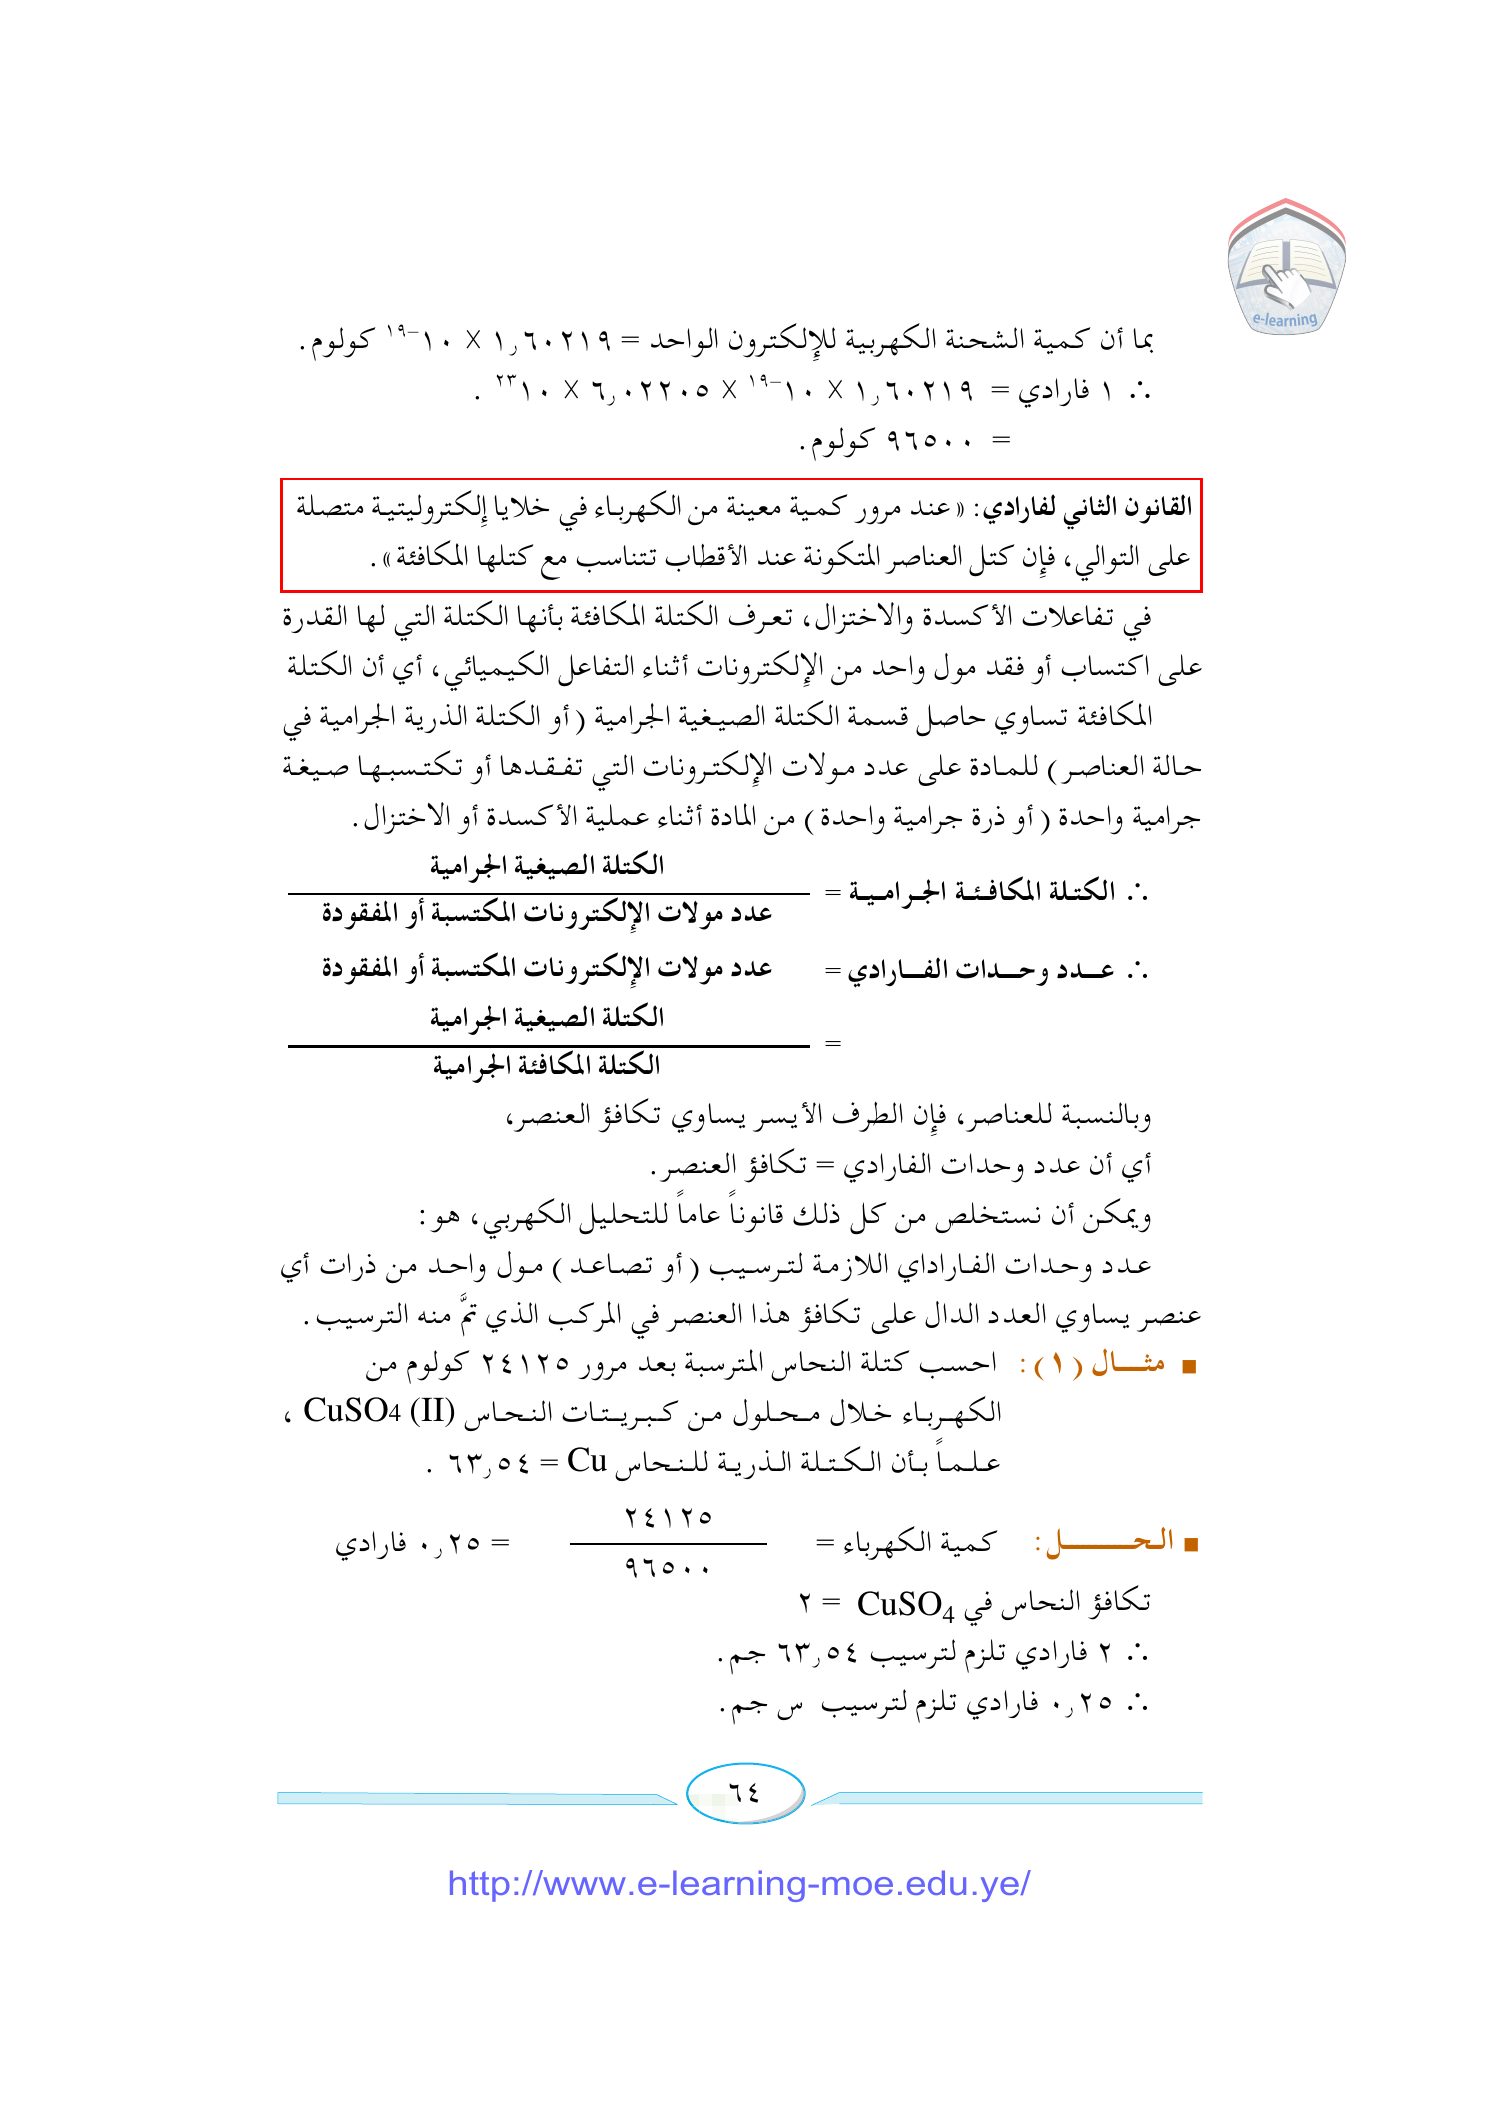 e-learning
بما أن كمية الشحنة الكهربية للإلكترون الواحد = ١٫٦٠٢١٩ × ١٠⁻¹⁹ كولوم.
∴ ١ فارادي = ١٫٦٠٢١٩ × ١٠⁻¹⁹ × ٦٫٠٢٢٠٥ × ١٠²³ .
= ٩٦٥٠٠ كولوم.
القانون الثاني لفارادي: «عند مرور كمية معينة من الكهرباء في خلايا إلكتروليتية متصلة
على التوالي، فإن كتل العناصر المتكونة عند الأقطاب تتناسب مع كتلها المكافئة».
في تفاعلات الأكسدة والاختزال، تعرف الكتلة المكافئة بأنها الكتلة التي لها القدرة
على اكتساب أو فقد مول واحد من الإلكترونات أثناء التفاعل الكيميائي، أي أن الكتلة
المكافئة تساوي حاصل قسمة الكتلة الصيغية الجرامية (أو الكتلة الذرية الجرامية في
حالة العناصر) للمادة على عدد مولات الإلكترونات التي تفقدها أو تكتسبها صيغة
جرامية واحدة (أو ذرة جرامية واحدة) من المادة أثناء عملية الأكسدة أو الاختزال.
الكتلة الصيغية الجرامية
∴ الكتلة المكافئة الجرامية =
عدد مولات الإلكترونات المكتسبة أو المفقودة
∴ عدد وحدات الفارادي = عدد مولات الإلكترونات المكتسبة أو المفقودة
الكتلة الصيغية الجرامية
=
الكتلة المكافئة الجرامية
وبالنسبة للعناصر، فإن الطرف الأيسر يساوي تكافؤ العنصر،
أي أن عدد وحدات الفارادي = تكافؤ العنصر.
ويمكن أن نستخلص من كل ذلك قانوناً عاماً للتحليل الكهربي، هو:
عدد وحدات الفاراداي اللازمة لترسيب (أو تصاعد) مول واحد من ذرات أي
عنصر يساوي العدد الدال على تكافؤ هذا العنصر في المركب الذي تمَّ منه الترسيب.
■ مثـال (١): احسب كتلة النحاس المترسبة بعد مرور ٢٤١٢٥ كولوم من
الكهرباء خلال محلول من كبريتات النحاس CuSO4 (II) ،
علماً بأن الكتلة الذرية للنحاس Cu = ٦٣٫٥٤ .
٢٤١٢٥
■ الحــل: كمية الكهرباء = = ٠٫٢٥ فارادي
٩٦٥٠٠
تكافؤ النحاس في CuSO₄ = ٢
∴ ٢ فارادي تلزم لترسيب ٦٣٫٥٤ جم.
∴ ٠٫٢٥ فارادي تلزم لترسيب س جم.
٦٤
http://www.e-learning-moe.edu.ye/